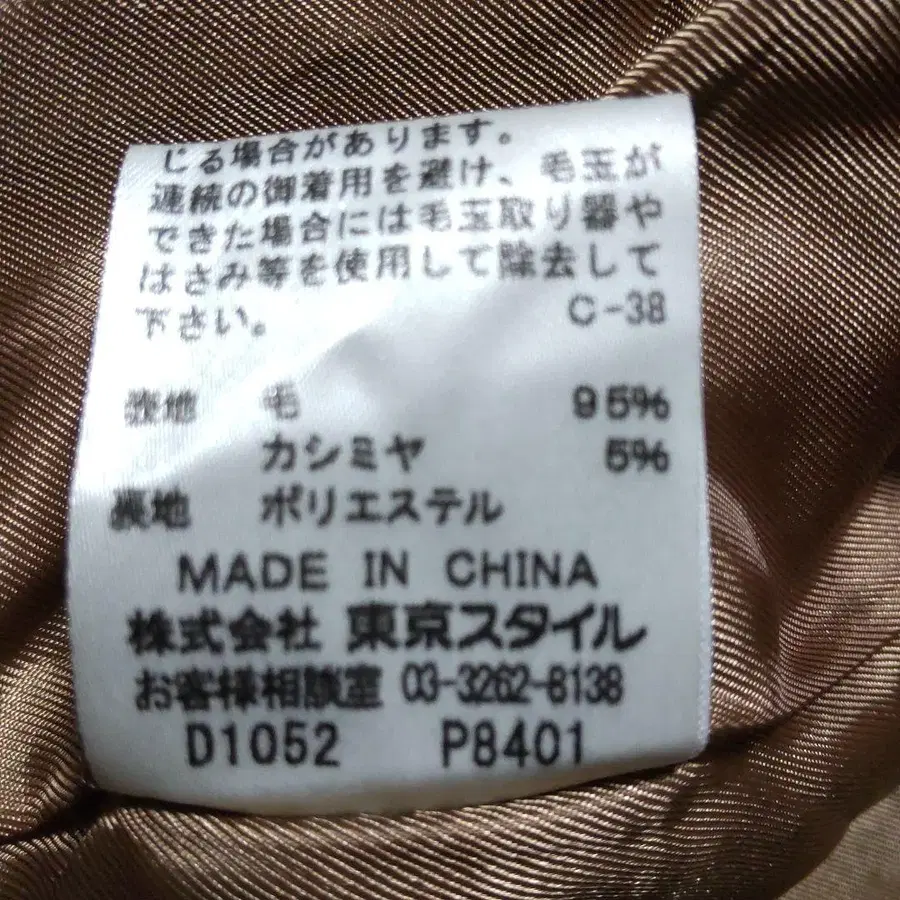 じる場合があります。
連続の御着用を避け、毛玉が
できた場合には毛玉取り器や
はさみ等を使用して除去して
下さい。 C-38
表地 毛 95%
カシミヤ 5%
裏地 ポリエステル
MADE IN CHINA
株式会社 東京スタイル
お客様相談室 03-3262-8138
D1052 P8401